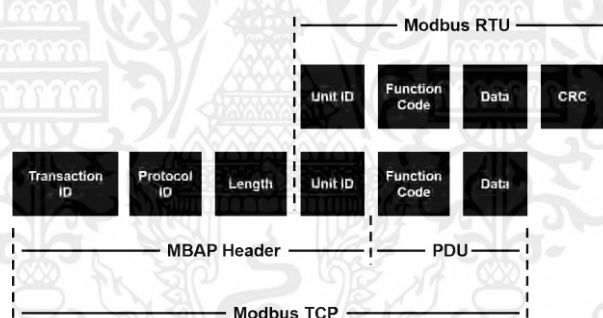 Modbus RTU
Unit ID
Function
Code
Data
CRC
Transaction
ID
Protocol
ID
Length
Unit ID
Function
Code
Data
MBAP Header
PDU
Modbus TCP